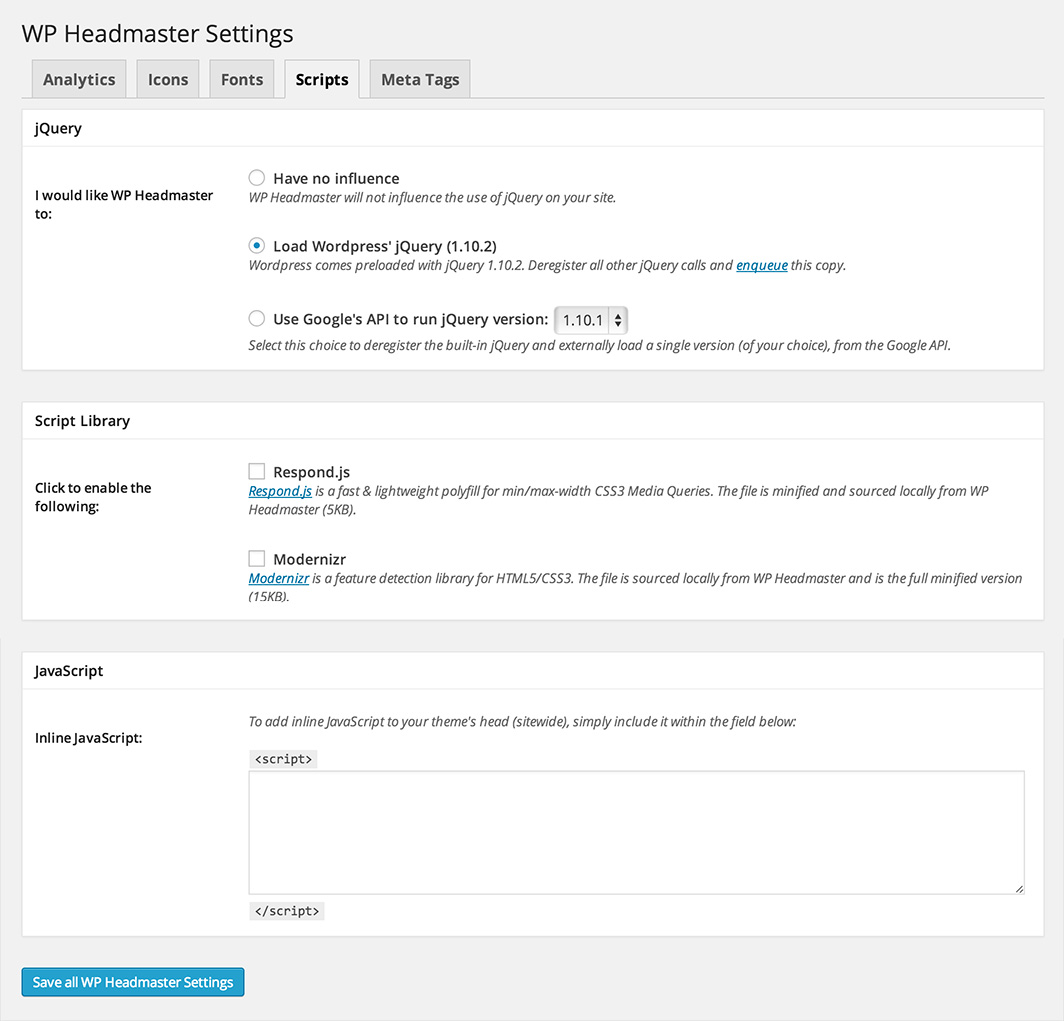 WP Headmaster Settings
Analytics
Icons
Fonts
Scripts
Meta Tags
jQuery
I would like WP Headmaster
to:
Have no influence
WP Headmaster will not influence the use of jQuery on your site.
Load Wordpress' jQuery (1.10.2)
Wordpress comes preloaded with jQuery 1.10.2. Deregister all other jQuery calls and enqueue this copy.
Use Google's API to run jQuery version: 1.10.1
Select this choice to deregister the built-in jQuery and externally load a single version (of your choice), from the Google API.
Script Library
Click to enable the
following:
Respond.js
Respond.js is a fast & lightweight polyfill for min/max-width CSS3 Media Queries. The file is minified and sourced locally from WP
Headmaster (5KB).
Modernizr
Modernizr is a feature detection library for HTML5/CSS3. The file is sourced locally from WP Headmaster and is the full minified version
(15KB).
JavaScript
Inline JavaScript:
To add inline JavaScript to your theme's head (sitewide), simply include it within the field below:
<script>
</script>
Save all WP Headmaster Settings